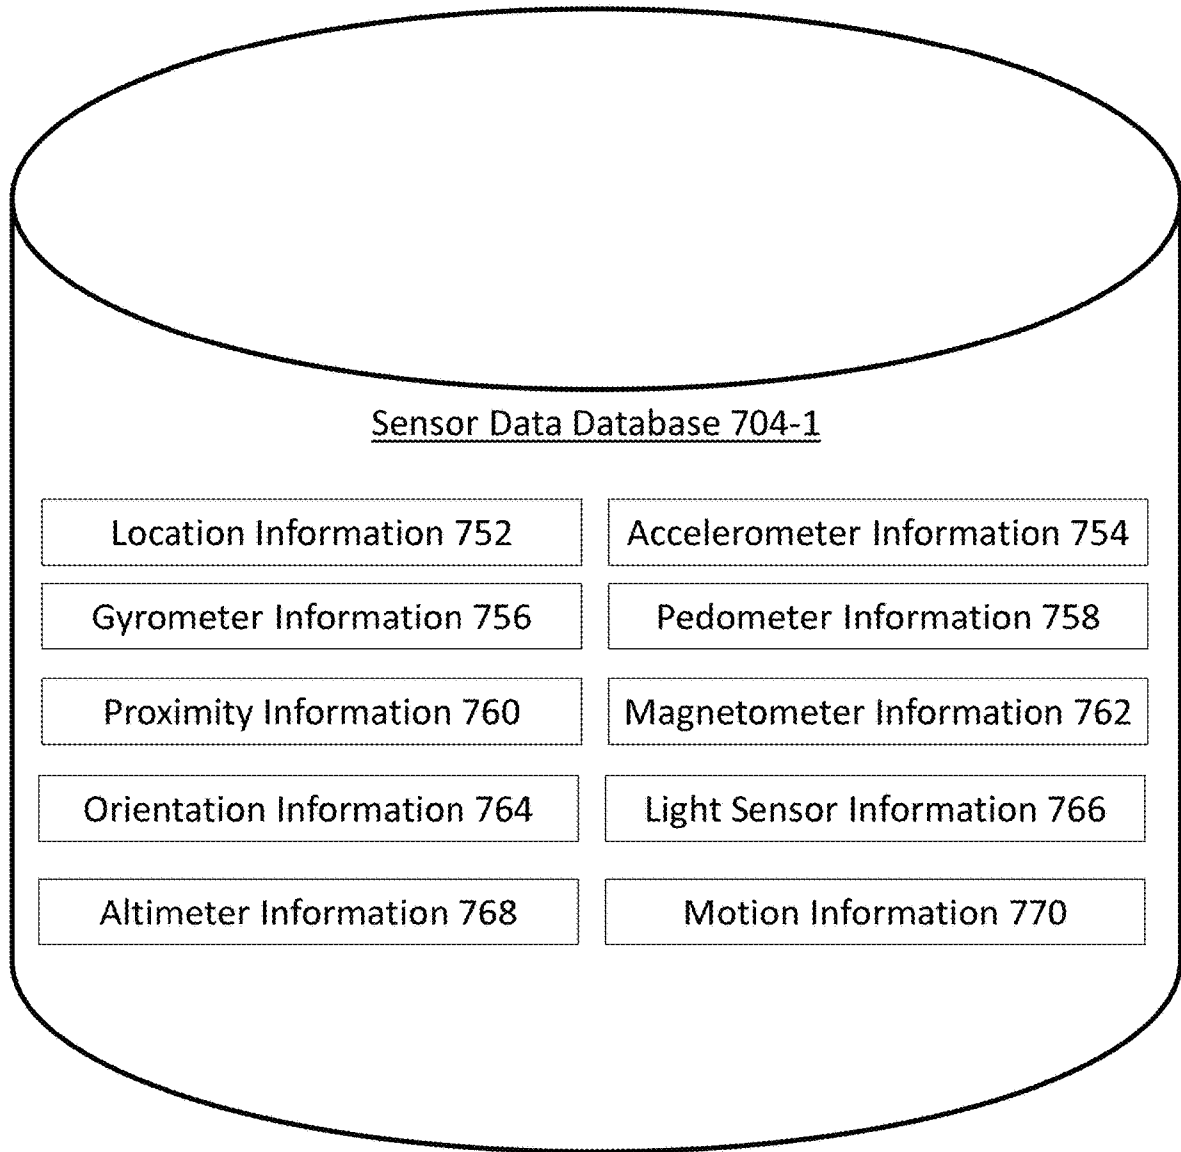 Sensor Data Database 704-1
Location Information 752
Accelerometer Information 754
Gyrometer Information 756
Pedometer Information 758
Proximity Information 760
Magnetometer Information 762
Orientation Information 764
Light Sensor Information 766
Altimeter Information 768
Motion Information 770